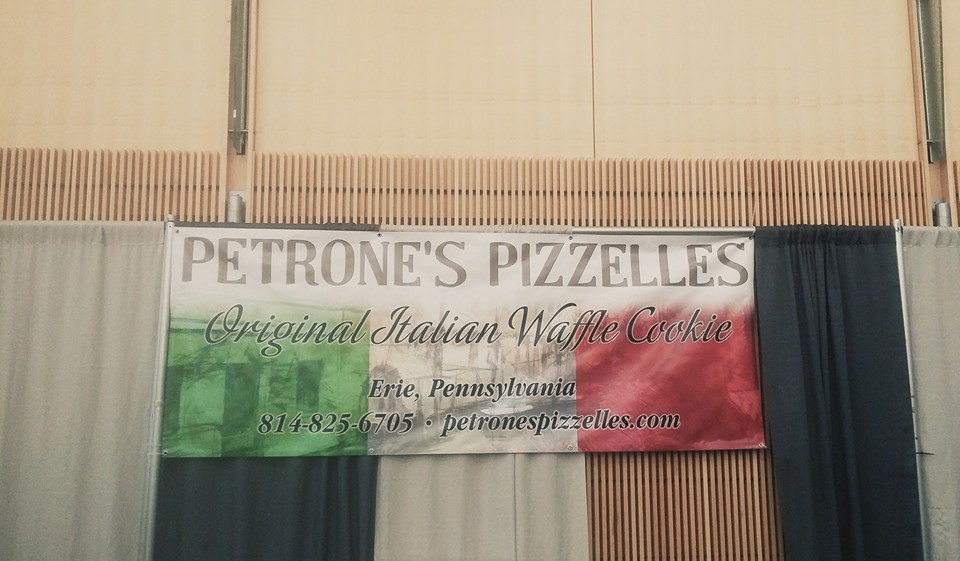 PETRONE'S PIZZELLES
Original Italian Waffle Cookie
Erie, Pennsylvania
814-825-6705 • petronespizzelles.com